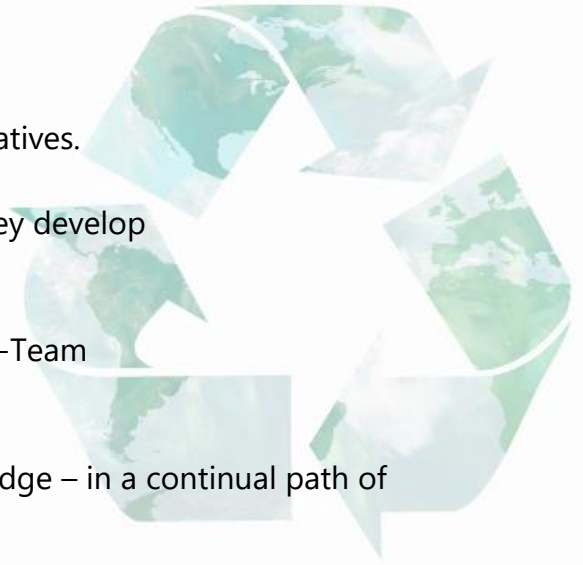 atives.
ey develop
-Team
dge – in a continual path of